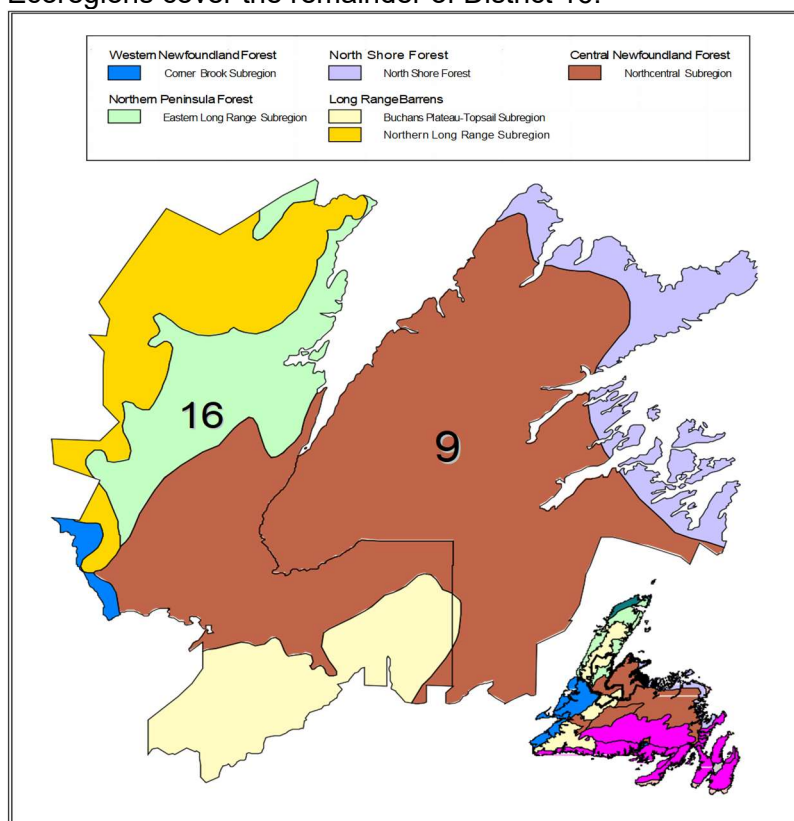 Ecoregions cover the remainder of District 16.
Western Newfoundland Forest North Shore Forest Central Newfoundland Forest
Corner Brook Subregion North Shore Forest Northcentral Subregion
Northern Peninsula Forest Long Range Barrens
Eastern Long Range Subregion Buchans Plateau-Topsail Subregion
Northern Long Range Subregion
16
9